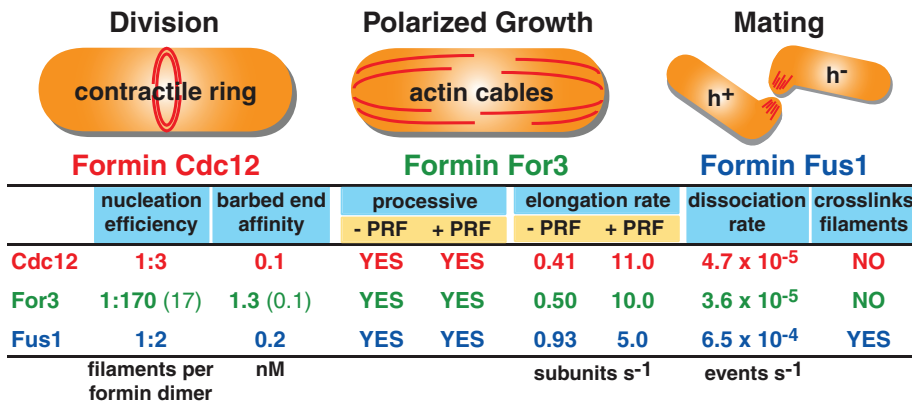 Division Polarized Growth Mating
contractile ring actin cables h+ h-
Formin Cdc12 Formin For3 Formin Fus1
nucleation efficiency barbed end affinity processive elongation rate dissociation rate crosslinks filaments
- PRF + PRF - PRF + PRF
Cdc12 1:3 0.1 YES YES 0.41 11.0 4.7 x 10-5 NO
For3 1:170 (17) 1.3 (0.1) YES YES 0.50 10.0 3.6 x 10-5 NO
Fus1 1:2 0.2 YES YES 0.93 5.0 6.5 x 10-4 YES
filaments per formin dimer nM subunits s-1 events s-1